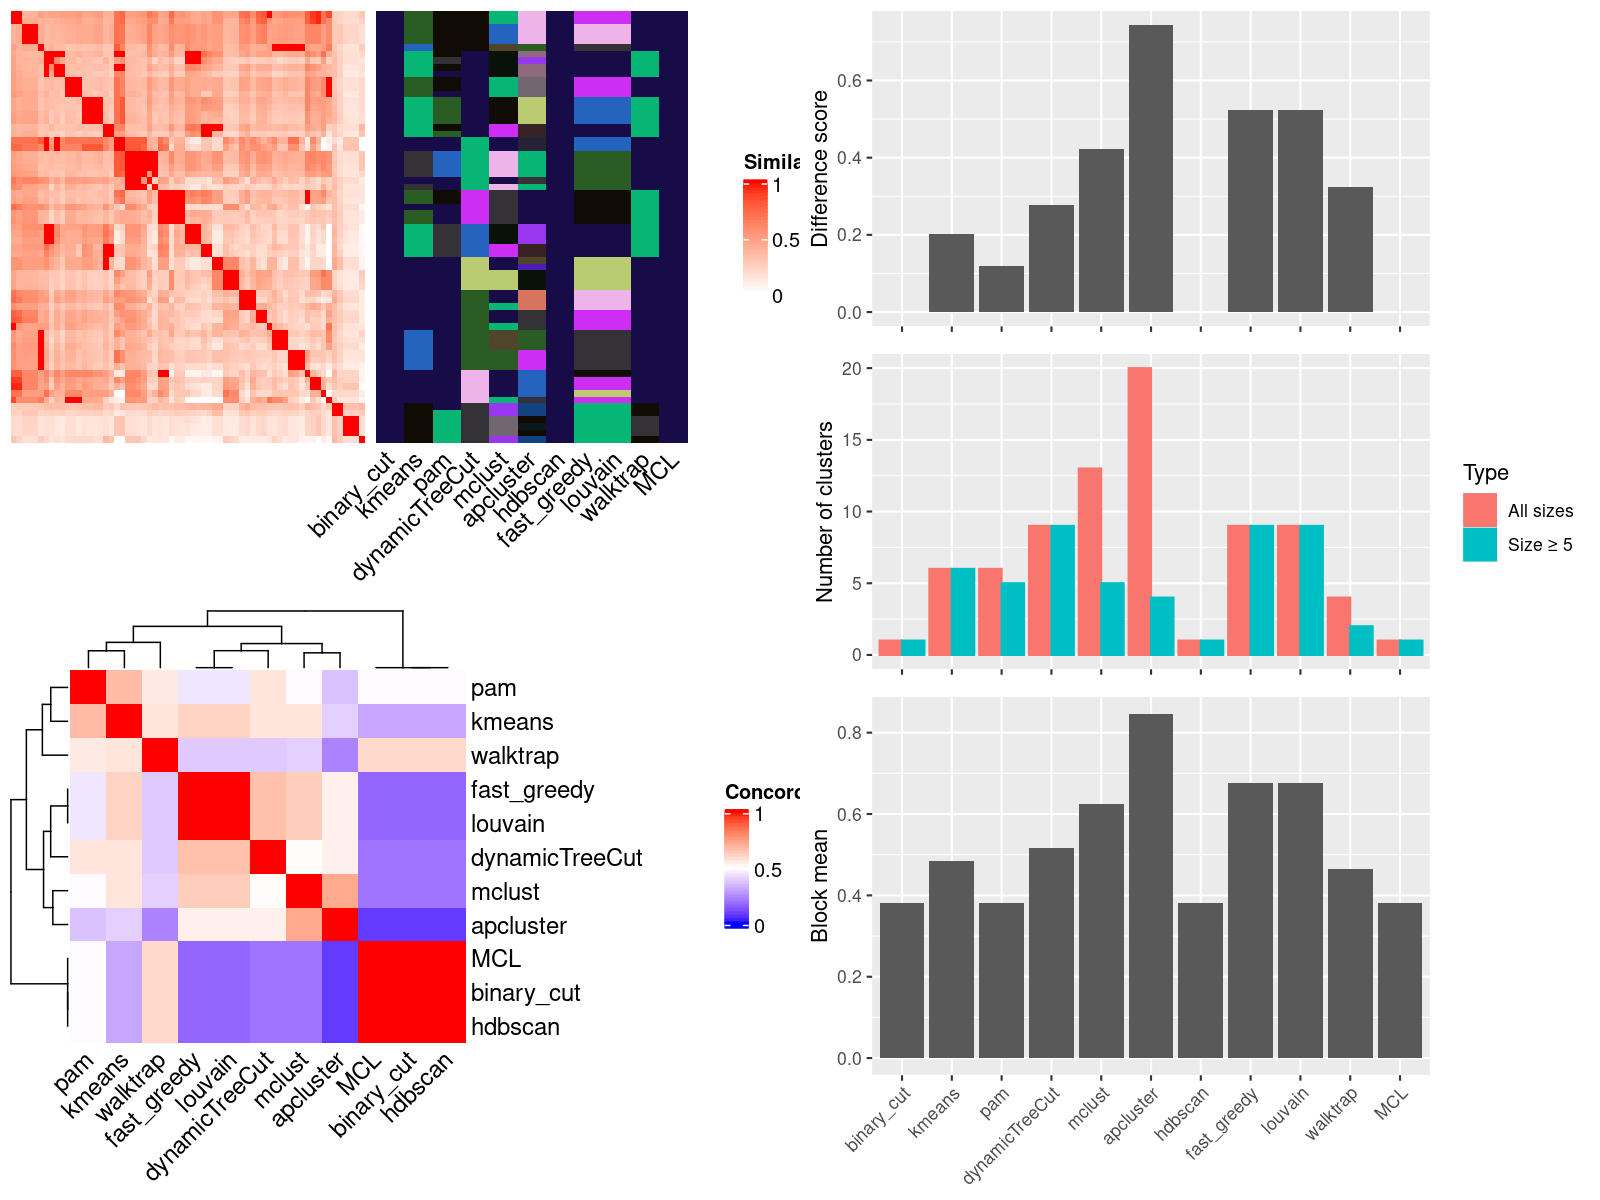 Simila
1
0.5
0
binary_cut
kmeans
pam
dynamicTreeCut
mclust
apcluster
hdbscan
fast_greedy
louvain
walktrap
MCL
pam
kmeans
walktrap
fast_greedy
louvain
dynamicTreeCut
mclust
apcluster
MCL
binary_cut
hdbscan
Concord
1
0.5
0
pam
kmeans
walktrap
fast_greedy
louvain
dynamicTreeCut
mclust
apcluster
MCL
binary_cut
hdbscan
Difference score
0.6
0.4
0.2
0.0
Number of clusters
20
15
10
5
0
Type
All sizes
Size ≥ 5
Block mean
0.8
0.6
0.4
0.2
0.0
binary_cut
kmeans
pam
dynamicTreeCut
mclust
apcluster
hdbscan
fast_greedy
louvain
walktrap
MCL